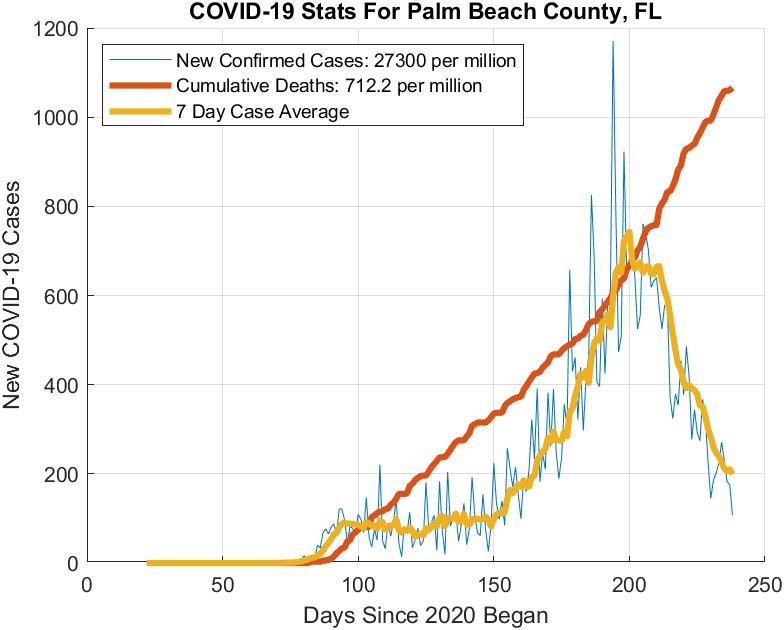 COVID-19 Stats For Palm Beach County, FL
New Confirmed Cases: 27300 per million
Cumulative Deaths: 712.2 per million
7 Day Case Average
New COVID-19 Cases
1200
1000
800
600
400
200
0
0 50 100 150 200 250
Days Since 2020 Began